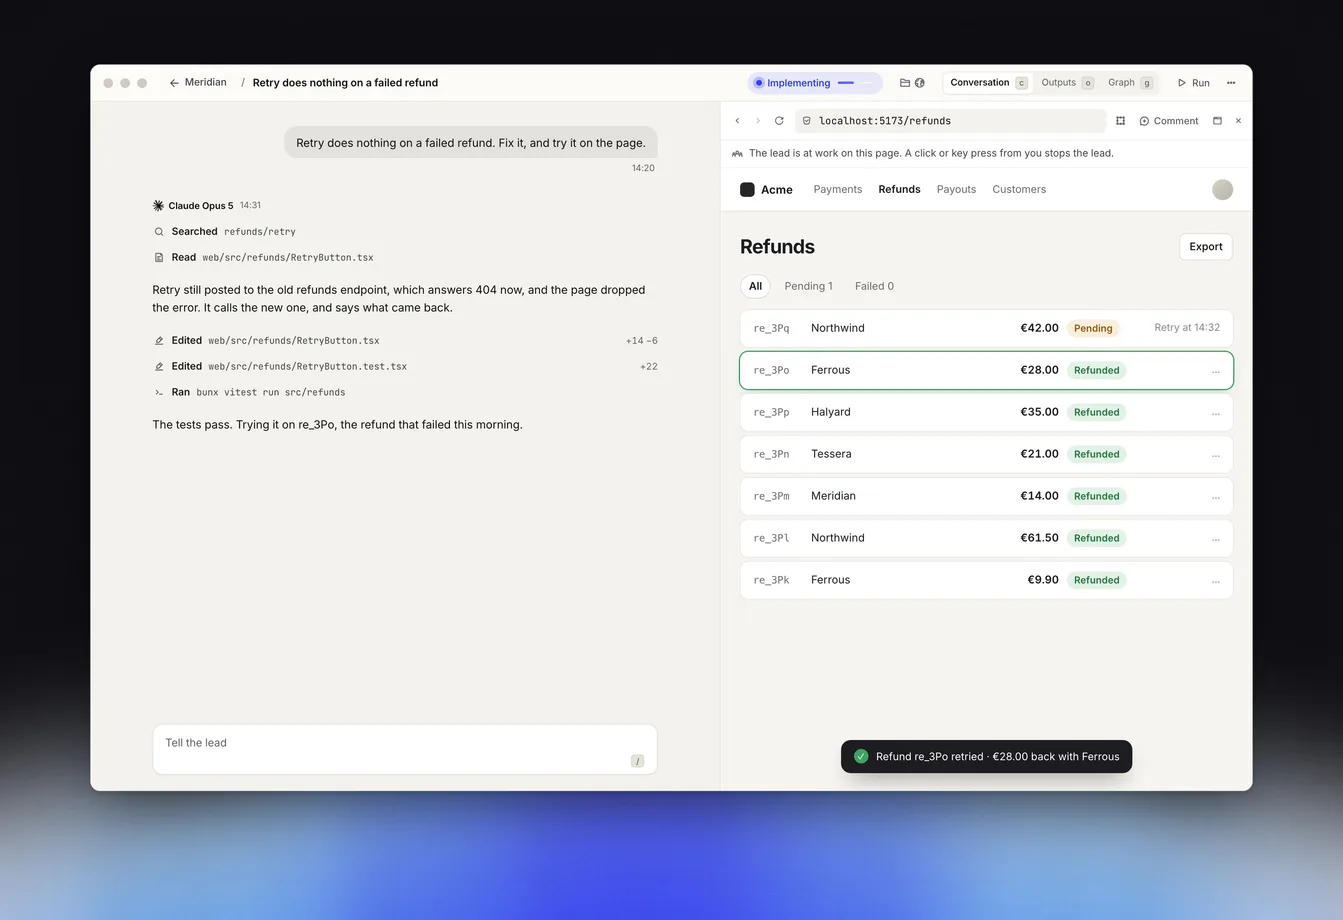 Meridian / Retry does nothing on a failed refund
Implementing
Conversation c Outputs o Graph g Run
Retry does nothing on a failed refund. Fix it, and try it on the page.
14:20
Claude Opus 5 14:31
Searched refunds/retry
Read web/src/refunds/RetryButton.tsx
Retry still posted to the old refunds endpoint, which answers 404 now, and the page dropped
the error. It calls the new one, and says what came back.
Edited web/src/refunds/RetryButton.tsx +14 −6
Edited web/src/refunds/RetryButton.test.tsx +22
Ran bunx vitest run src/refunds
The tests pass. Trying it on re_3Po, the refund that failed this morning.
Tell the lead
/
localhost:5173/refunds Comment
The lead is at work on this page. A click or key press from you stops the lead.
Acme Payments Refunds Payouts Customers
Refunds Export
All Pending 1 Failed 0
re_3Pq Northwind €42.00 Pending Retry at 14:32
re_3Po Ferrous €28.00 Refunded …
re_3Pp Halyard €35.00 Refunded …
re_3Pn Tessera €21.00 Refunded …
re_3Pm Meridian €14.00 Refunded …
re_3Pl Northwind €61.50 Refunded …
re_3Pk Ferrous €9.90 Refunded …
Refund re_3Po retried · €28.00 back with Ferrous